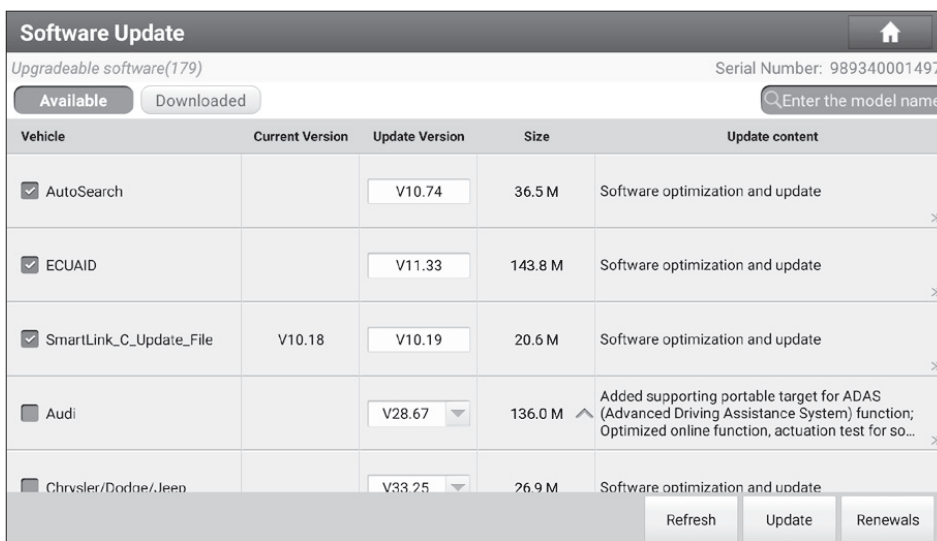 Software Update
Upgradeable software(179)
Serial Number: 989340001497
Available
Downloaded
Enter the model name
Vehicle
Current Version
Update Version
Size
Update content
AutoSearch
V10.74
36.5 M
Software optimization and update
ECUAID
V11.33
143.8 M
Software optimization and update
SmartLink_C_Update_File
V10.18
V10.19
20.6 M
Software optimization and update
Audi
V28.67
136.0 M
Added supporting portable target for ADAS
(Advanced Driving Assistance System) function;
Optimized online function, actuation test for so...
Chrysler/Dodge/Jeep
V33.25
26.9 M
Software optimization and update
Refresh
Update
Renewals